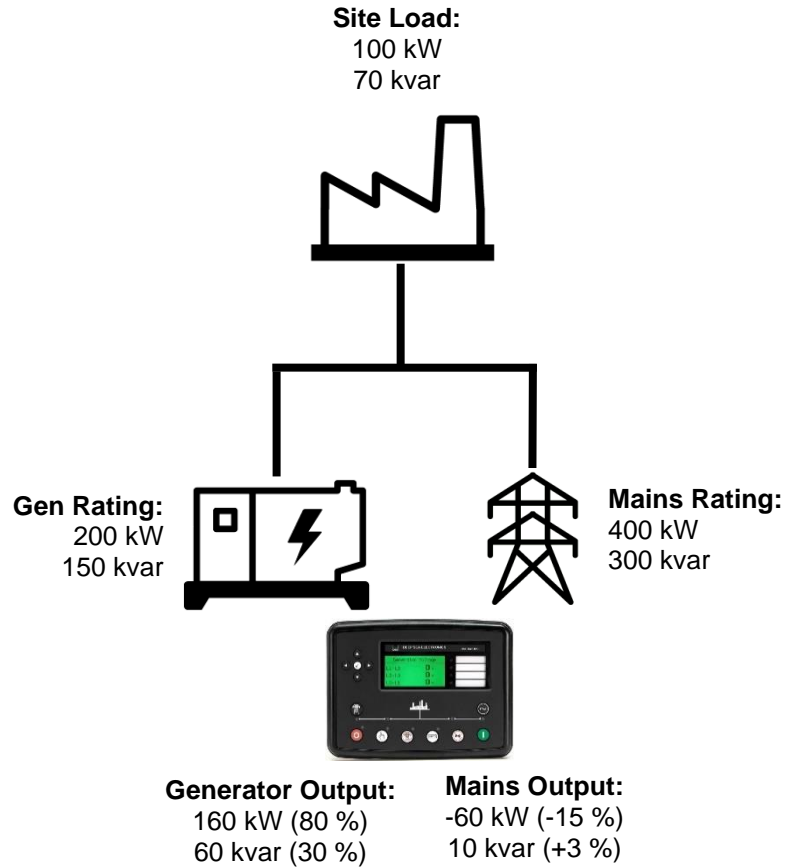 Site Load:
100 kW
70 kvar
Gen Rating:
200 kW
150 kvar
Mains Rating:
400 kW
300 kvar
Generator Output:
160 kW (80 %)
60 kvar (30 %)
Mains Output:
-60 kW (-15 %)
10 kvar (+3 %)